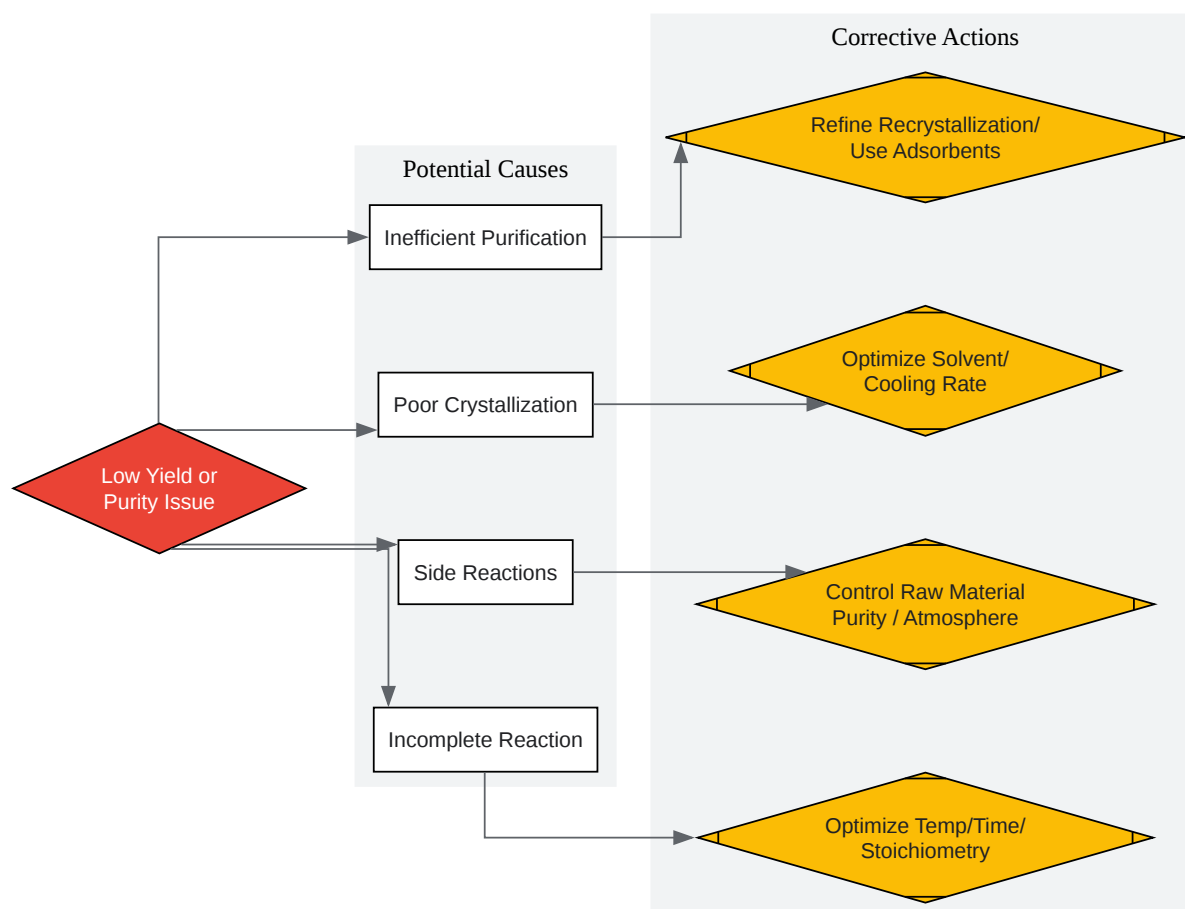 Corrective Actions
Refine Recrystallization/
Use Adsorbents
Potential Causes
Inefficient Purification
Optimize Solvent/
Cooling Rate
Poor Crystallization
Low Yield or
Purity Issue
Side Reactions
Control Raw Material
Purity / Atmosphere
Incomplete Reaction
Optimize Temp/Time/
Stoichiometry